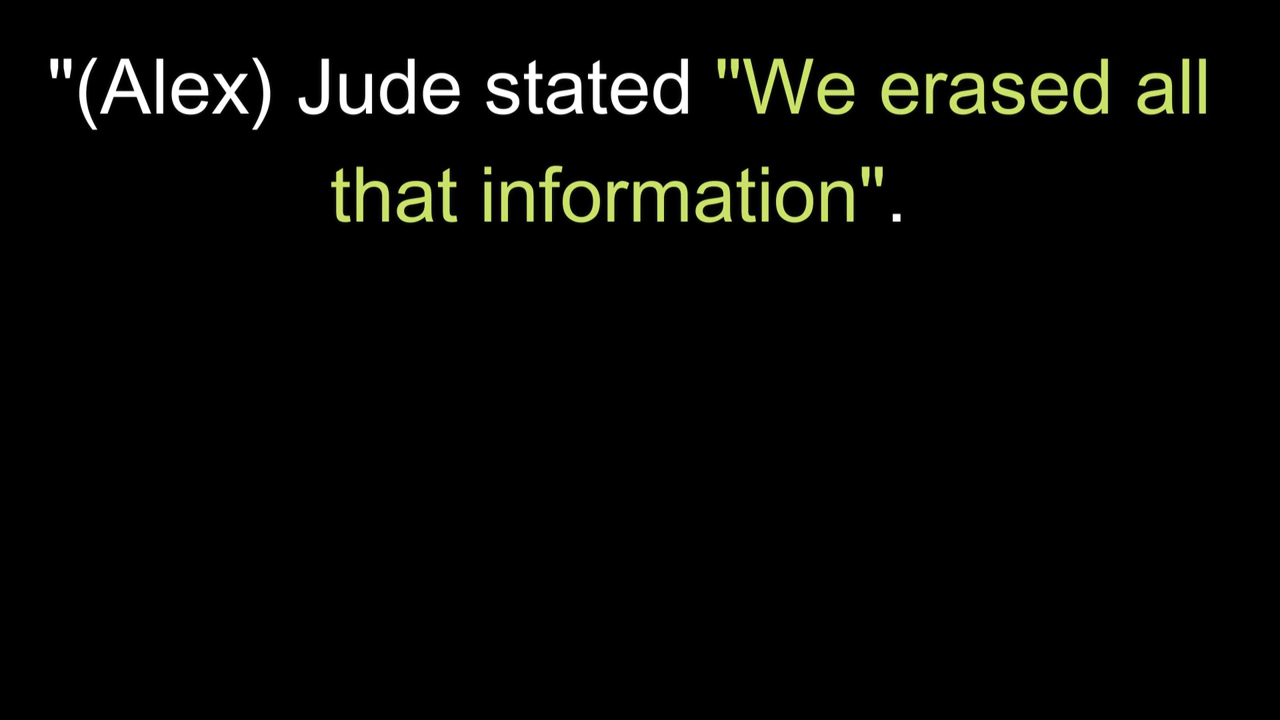 "(Alex) Jude stated "We erased all
that information".